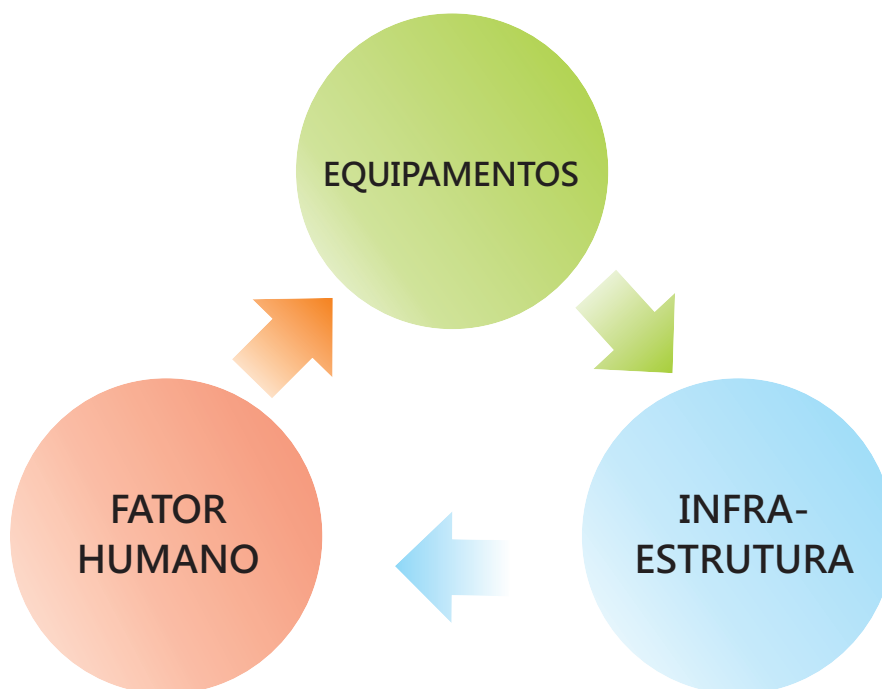 EQUIPAMENTOS
FATOR
HUMANO
INFRA-
ESTRUTURA